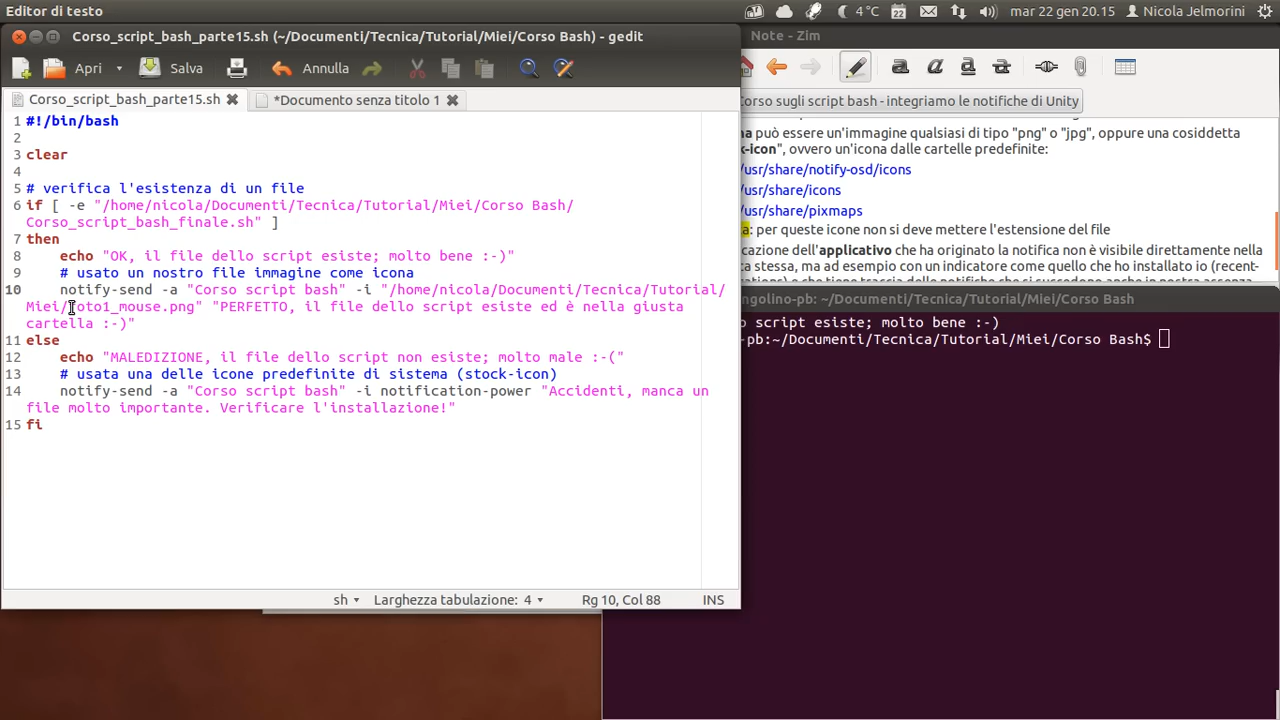 Editor di testo
4 °C
22
mar 22 gen 20.15
Nicola Jelmorini
Corso_script_bash_parte15.sh (~/Documenti/Tecnica/Tutorial/Miei/Corso Bash) - gedit
Apri
Salva
Annulla
Corso_script_bash_parte15.sh
*Documento senza titolo 1
1 #!/bin/bash
2
3 clear
4
5 # verifica l'esistenza di un file
6 if [ -e "/home/nicola/Documenti/Tecnica/Tutorial/Miei/Corso Bash/
Corso_script_bash_finale.sh" ]
7 then
8 echo "OK, il file dello script esiste; molto bene :-)"
9 # usato un nostro file immagine come icona
10 notify-send -a "Corso script bash" -i "/home/nicola/Documenti/Tecnica/Tutorial/
Miei/foto1_mouse.png" "PERFETTO, il file dello script esiste ed è nella giusta
cartella :-)"
11 else
12 echo "MALEDIZIONE, il file dello script non esiste; molto male :-("
13 # usata una delle icone predefinite di sistema (stock-icon)
14 notify-send -a "Corso script bash" -i notification-power "Accidenti, manca un
file molto importante. Verificare l'installazione!"
15 fi
sh
Larghezza tabulazione: 4
Rg 10, Col 88
INS
Note - Zim
a a a a
Corso sugli script bash - integriamo le notifiche di Unity
na può essere un'immagine qualsiasi di tipo "png" o "jpg", oppure una cosiddetta
k-icon", ovvero un'icona dalle cartelle predefinite:
/usr/share/notify-osd/icons
/usr/share/icons
/usr/share/pixmaps
a: per queste icone non si deve mettere l'estensione del file
cazione dell'applicativo che ha originato la notifica non è visibile direttamente nella
ca stessa, ma ad esempio con un indicatore come quello che ho installato io (recent-
ngolino-pb: ~/Documenti/Tecnica/Tutorial/Miei/Corso Bash
o script esiste; molto bene :-)
-pb:~/Documenti/Tecnica/Tutorial/Miei/Corso Bash$